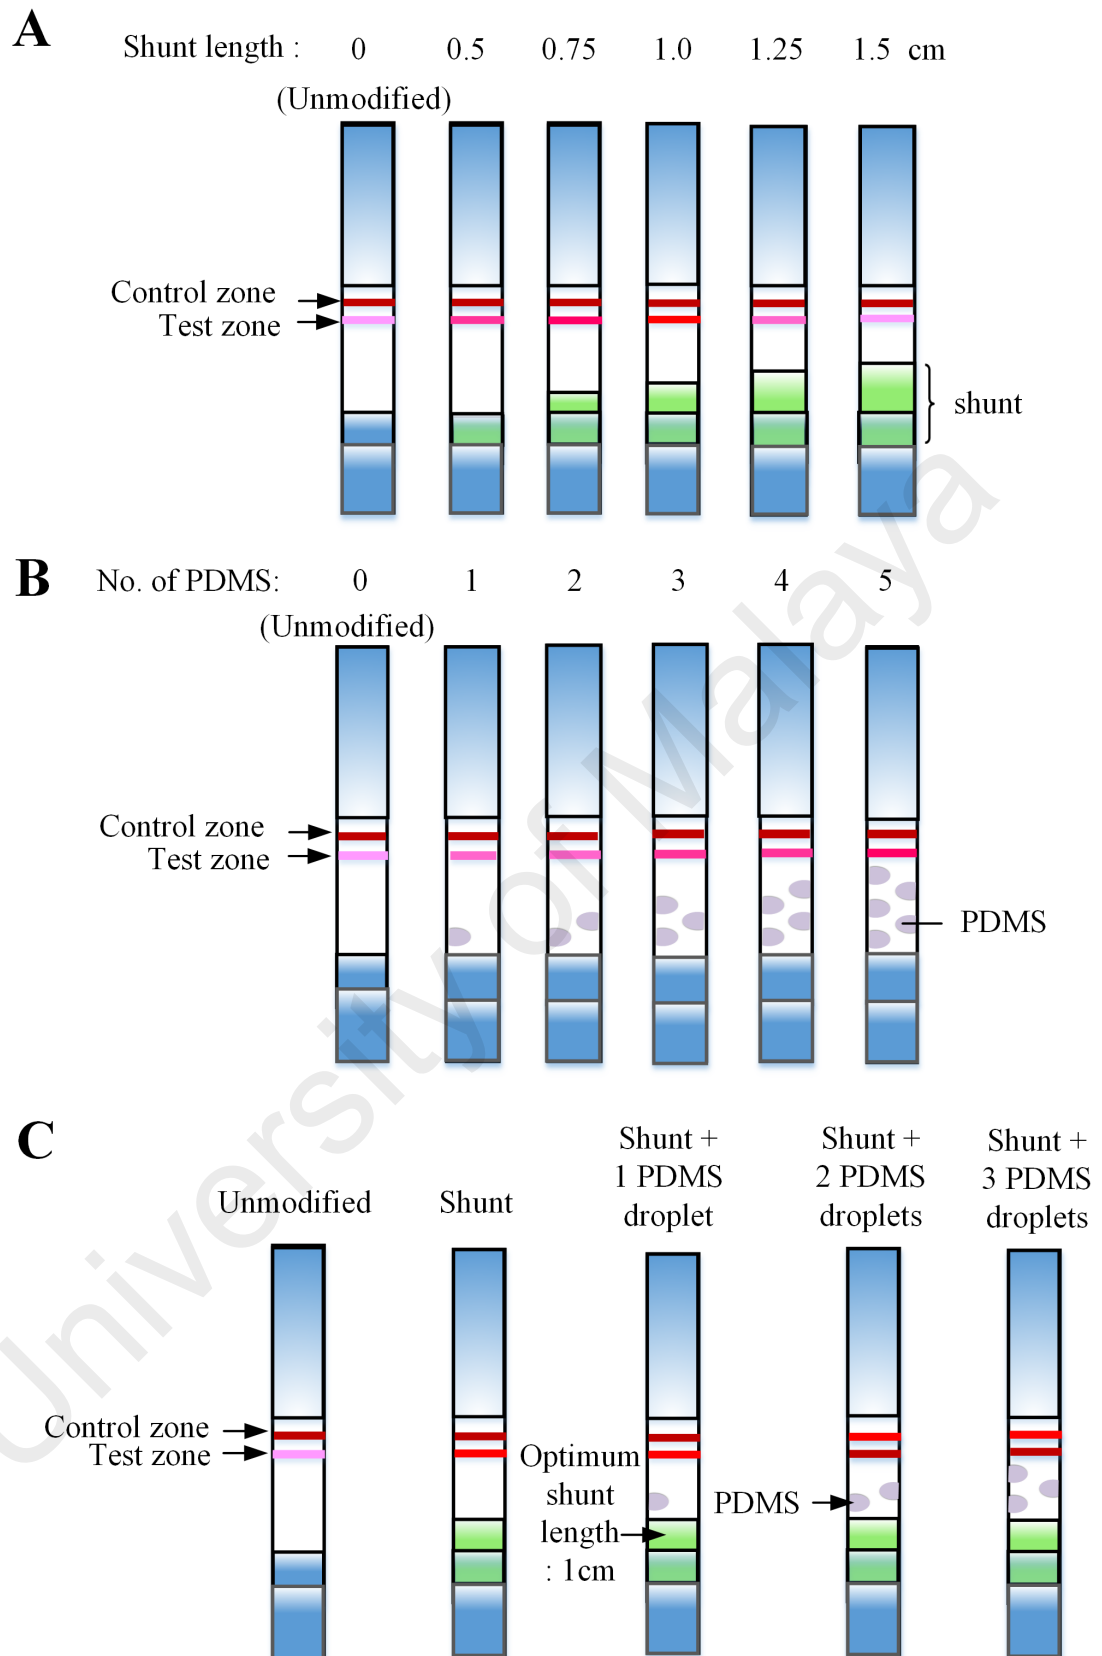 A
Shunt length : 0 0.5 0.75 1.0 1.25 1.5 cm
(Unmodified)
Control zone
Test zone
shunt
B
No. of PDMS: 0 1 2 3 4 5
(Unmodified)
Control zone
Test zone
PDMS
C
Unmodified
Shunt
Shunt +
1 PDMS
droplet
Shunt +
2 PDMS
droplets
Shunt +
3 PDMS
droplets
Control zone
Test zone
Optimum
shunt
length
: 1cm
PDMS
University of Malaya